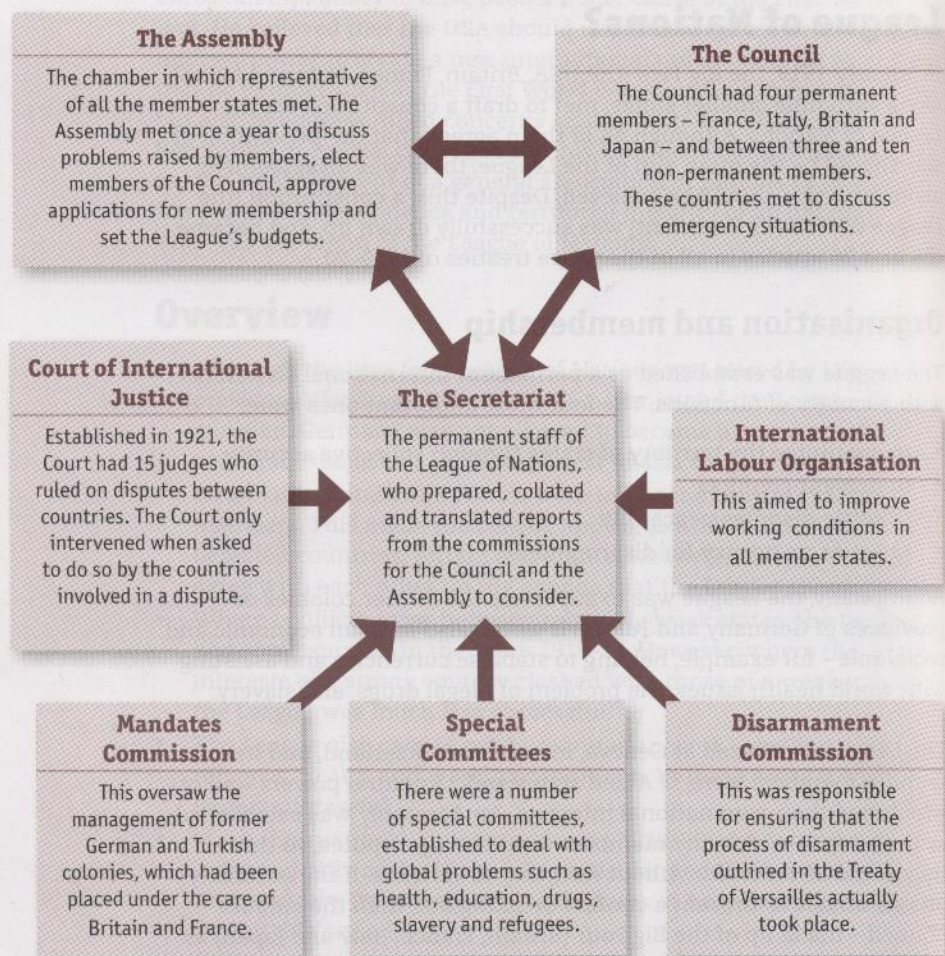 The Assembly
The chamber in which representatives
of all the member states met. The
Assembly met once a year to discuss
problems raised by members, elect
members of the Council, approve
applications for new membership and
set the League's budgets.
The Council
The Council had four permanent
members – France, Italy, Britain and
Japan – and between three and ten
non-permanent members.
These countries met to discuss
emergency situations.
Court of International
Justice
Established in 1921, the
Court had 15 judges who
ruled on disputes between
countries. The Court only
intervened when asked
to do so by the countries
involved in a dispute.
The Secretariat
The permanent staff of
the League of Nations,
who prepared, collated
and translated reports
from the commissions
for the Council and the
Assembly to consider.
International
Labour Organisation
This aimed to improve
working conditions in
all member states.
Mandates
Commission
This oversaw the
management of former
German and Turkish
colonies, which had been
placed under the care of
Britain and France.
Special
Committees
There were a number
of special committees,
established to deal with
global problems such as
health, education, drugs,
slavery and refugees.
Disarmament
Commission
This was responsible
for ensuring that the
process of disarmament
outlined in the Treaty
of Versailles actually
took place.